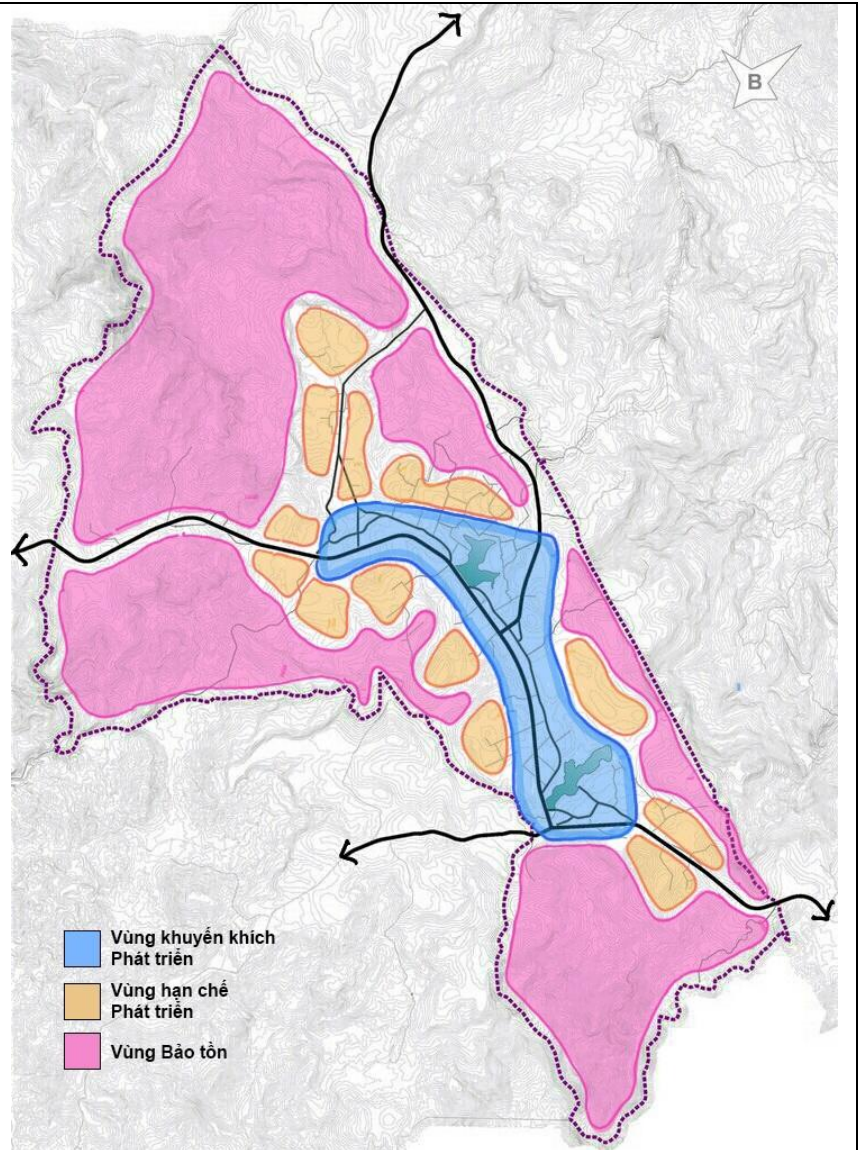 B
Vùng khuyến khích
Phát triển
Vùng hạn chế
Phát triển
Vùng Bảo tồn